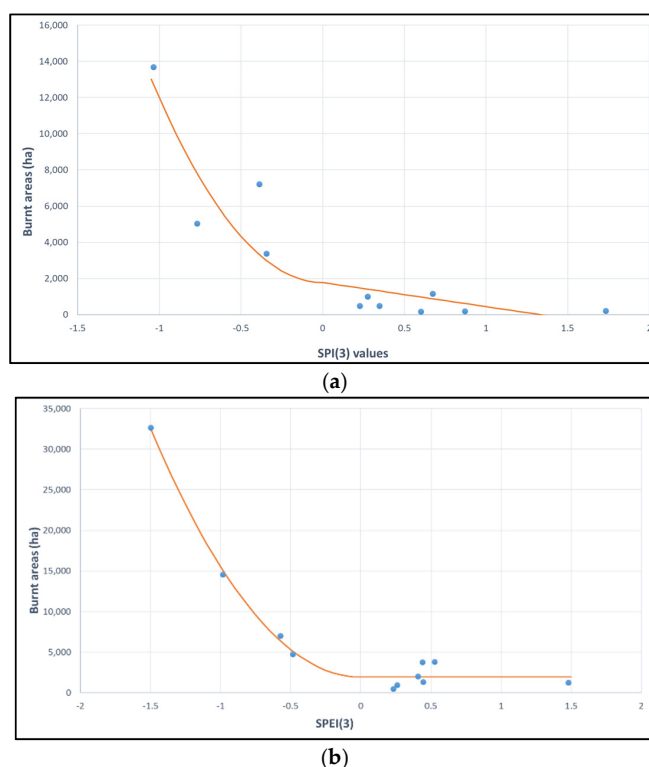 16,000
14,000
12,000
10,000
8,000
6,000
4,000
2,000
0
Burnt areas (ha)
-1.5 -1 -0.5 0 0.5 1 1.5 2
SPI(3) values
(a)
35,000
30,000
25,000
20,000
15,000
10,000
5,000
0
Burnt areas (ha)
-2 -1.5 -1 -0.5 0 0.5 1 1.5 2
SPEI(3)
(b)